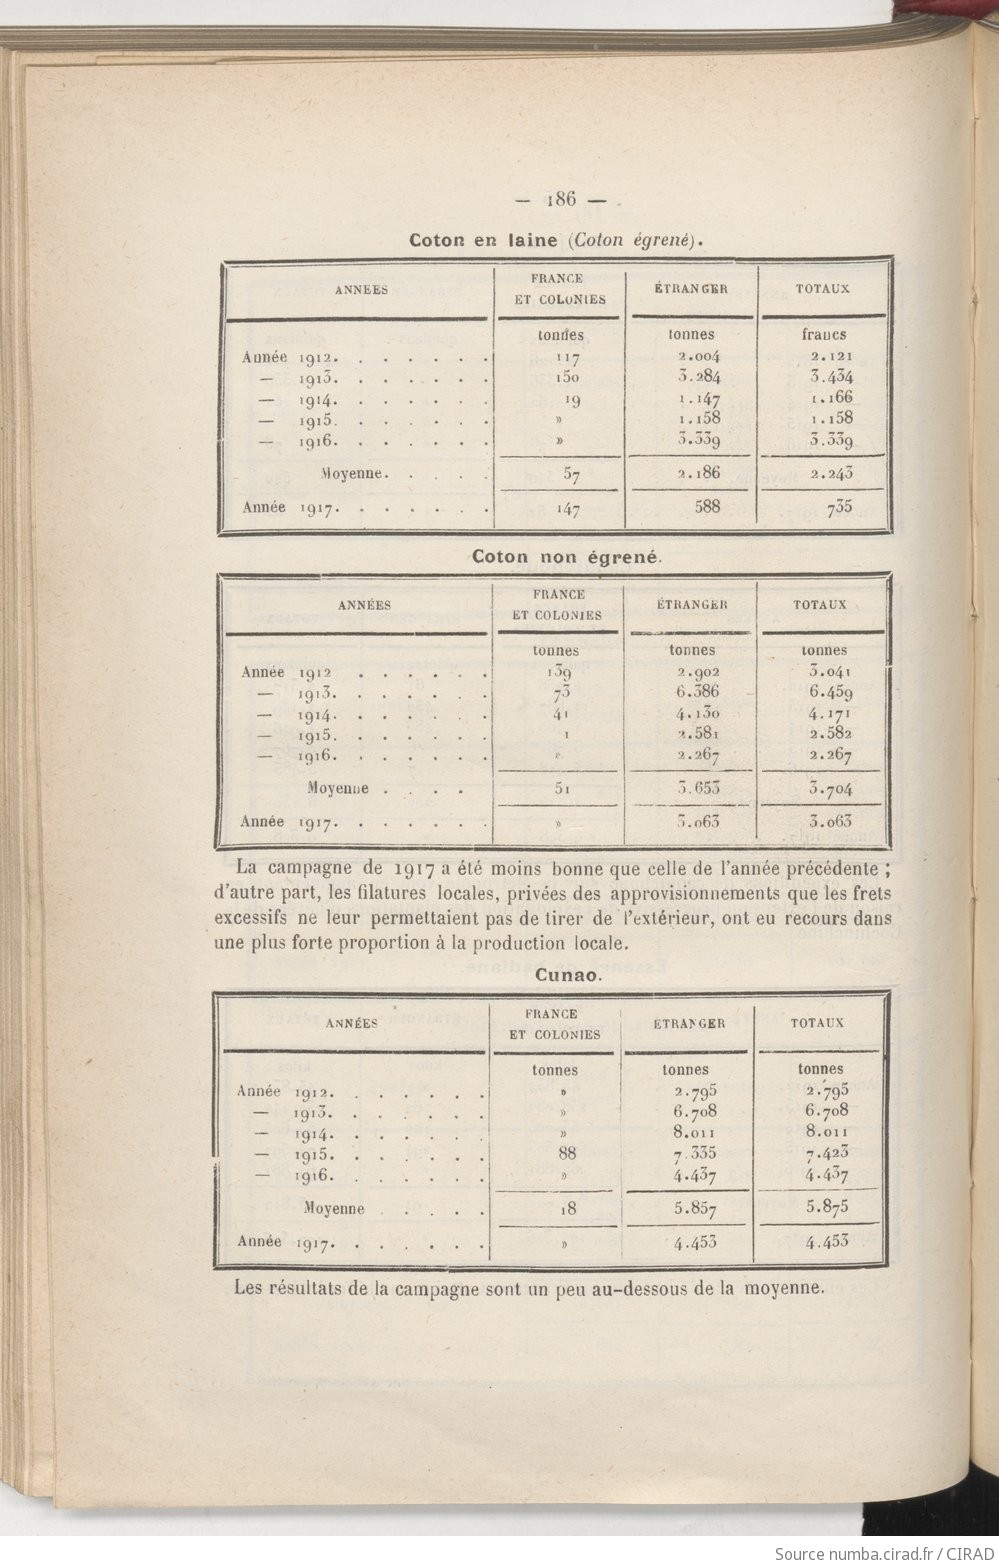 — 186 —
Coton en laine (Coton égrené).
ANNÉES FRANCE ET COLONIES ÉTRANGER TOTAUX
tonnes tonnes francs
Année 1912. . . . . . . 117 2.004 2.121
— 1913. . . . . . . 150 3.284 3.434
— 1914. . . . . . . 19 1.147 1.166
— 1915. . . . . . . » 1.158 1.158
— 1916. . . . . . . » 3.339 3.339
Moyenne. . . . . 57 2.186 2.243
Année 1917. . . . . . . 147 588 735
Coton non égrené.
ANNÉES FRANCE ET COLONIES ÉTRANGER TOTAUX
tonnes tonnes tonnes
Année 1912 . . . . . . 139 2.902 3.041
— 1913. . . . . . . 73 6.386 6.459
— 1914. . . . . . . 41 4.130 4.171
— 1915. . . . . . . 1 2.581 2.582
— 1916. . . . . . . » 2.267 2.267
Moyenne . . . . 51 3.653 3.704
Année 1917. . . . . . . » 3.063 3.063
La campagne de 1917 a été moins bonne que celle de l'année précédente ;
d'autre part, les filatures locales, privées des approvisionnements que les frets
excessifs ne leur permettaient pas de tirer de l'extérieur, ont eu recours dans
une plus forte proportion à la production locale.
Cunao.
ANNÉES FRANCE ET COLONIES ETRANGER TOTAUX
tonnes tonnes tonnes
Année 1912. . . . . . . » 2.795 2.795
— 1913. . . . . . . » 6.708 6.708
— 1914. . . . . . . » 8.011 8.011
— 1915. . . . . . . 88 7.335 7.423
— 1916. . . . . . . » 4.437 4.437
Moyenne . . . . . 18 5.857 5.875
Année 1917. . . . . . . » 4.453 4.453
Les résultats de la campagne sont un peu au-dessous de la moyenne.
Source numba.cirad.fr / CIRAD